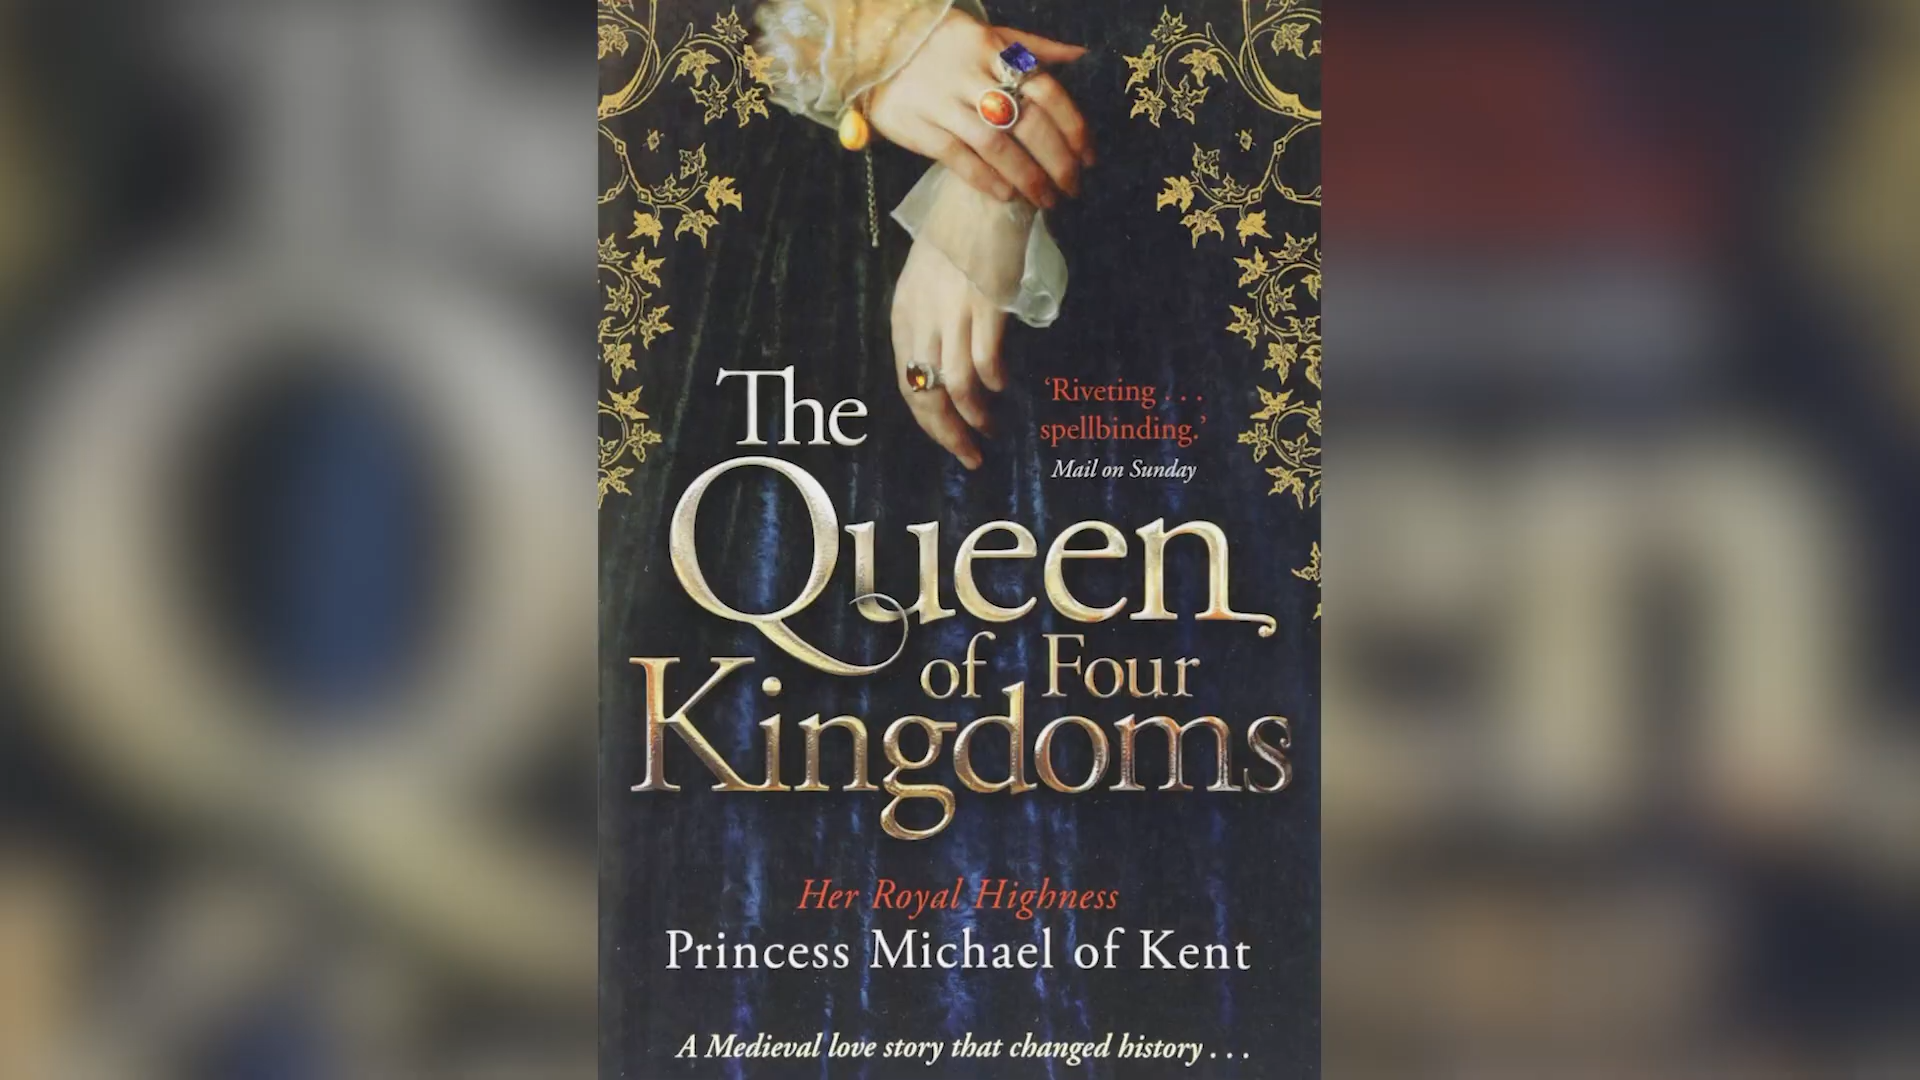 The
'Riveting . . .
spellbinding.'
Mail on Sunday
Queen
of Four
Kingdoms
Her Royal Highness
Princess Michael of Kent
A Medieval love story that changed history . . .